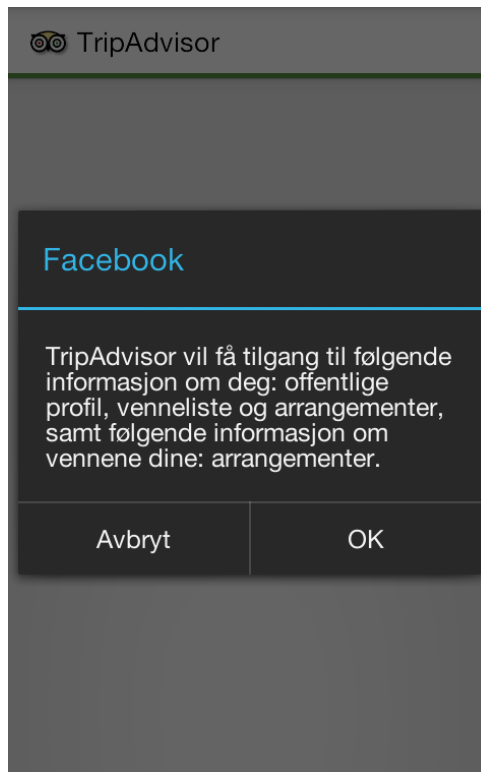 TripAdvisor
Facebook
TripAdvisor vil få tilgang til følgende
informasjon om deg: offentlige
profil, venneliste og arrangementer,
samt følgende informasjon om
vennene dine: arrangementer.
Avbryt
OK